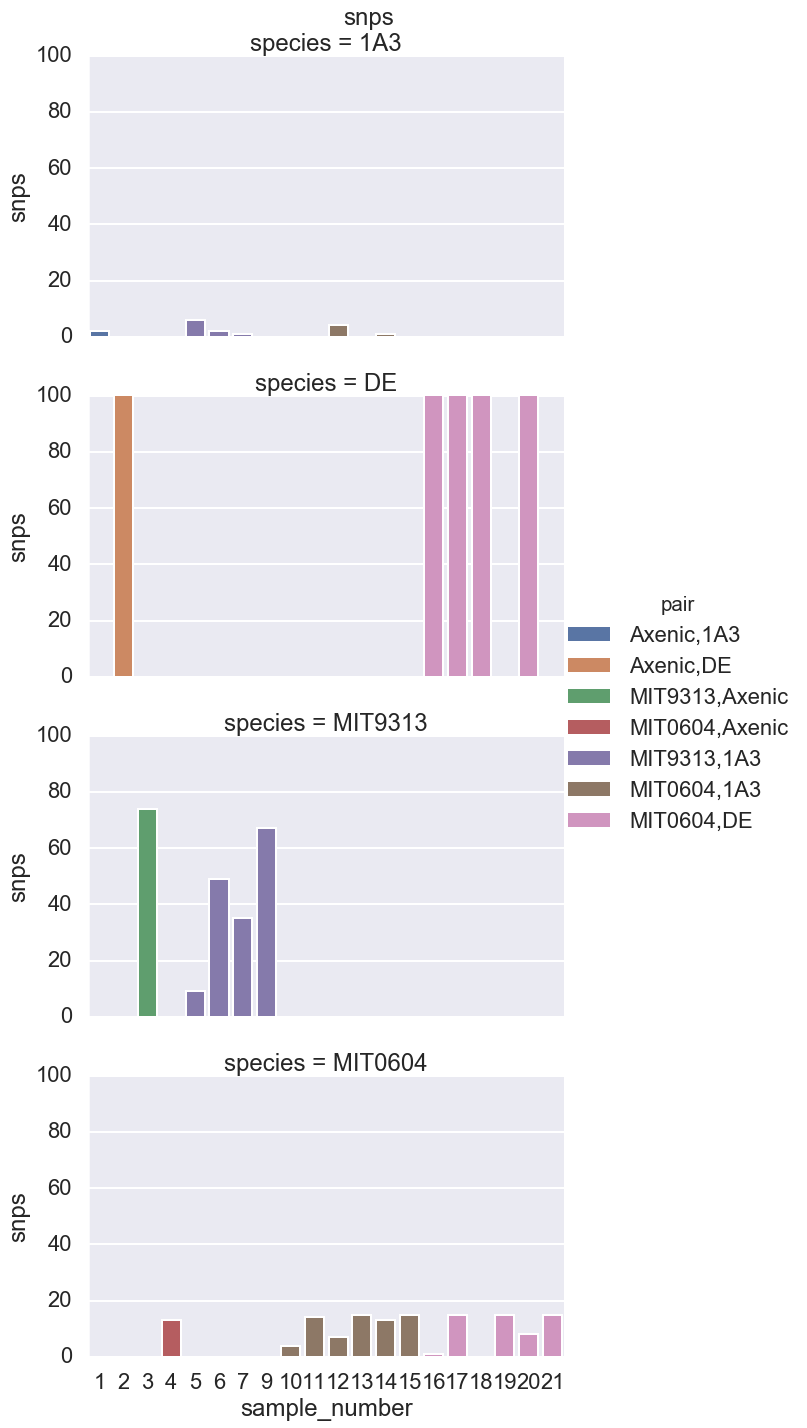 snps
species = 1A3
100
80
60
40
20
0
snps
species = DE
100
80
60
40
20
0
snps
pair
Axenic,1A3
Axenic,DE
MIT9313,Axenic
MIT0604,Axenic
MIT9313,1A3
MIT0604,1A3
MIT0604,DE
species = MIT9313
100
80
60
40
20
0
snps
species = MIT0604
100
80
60
40
20
0
snps
1 2 3 4 5 6 7 9 10 11 12 13 14 15 16 17 18 19 20 21
sample_number